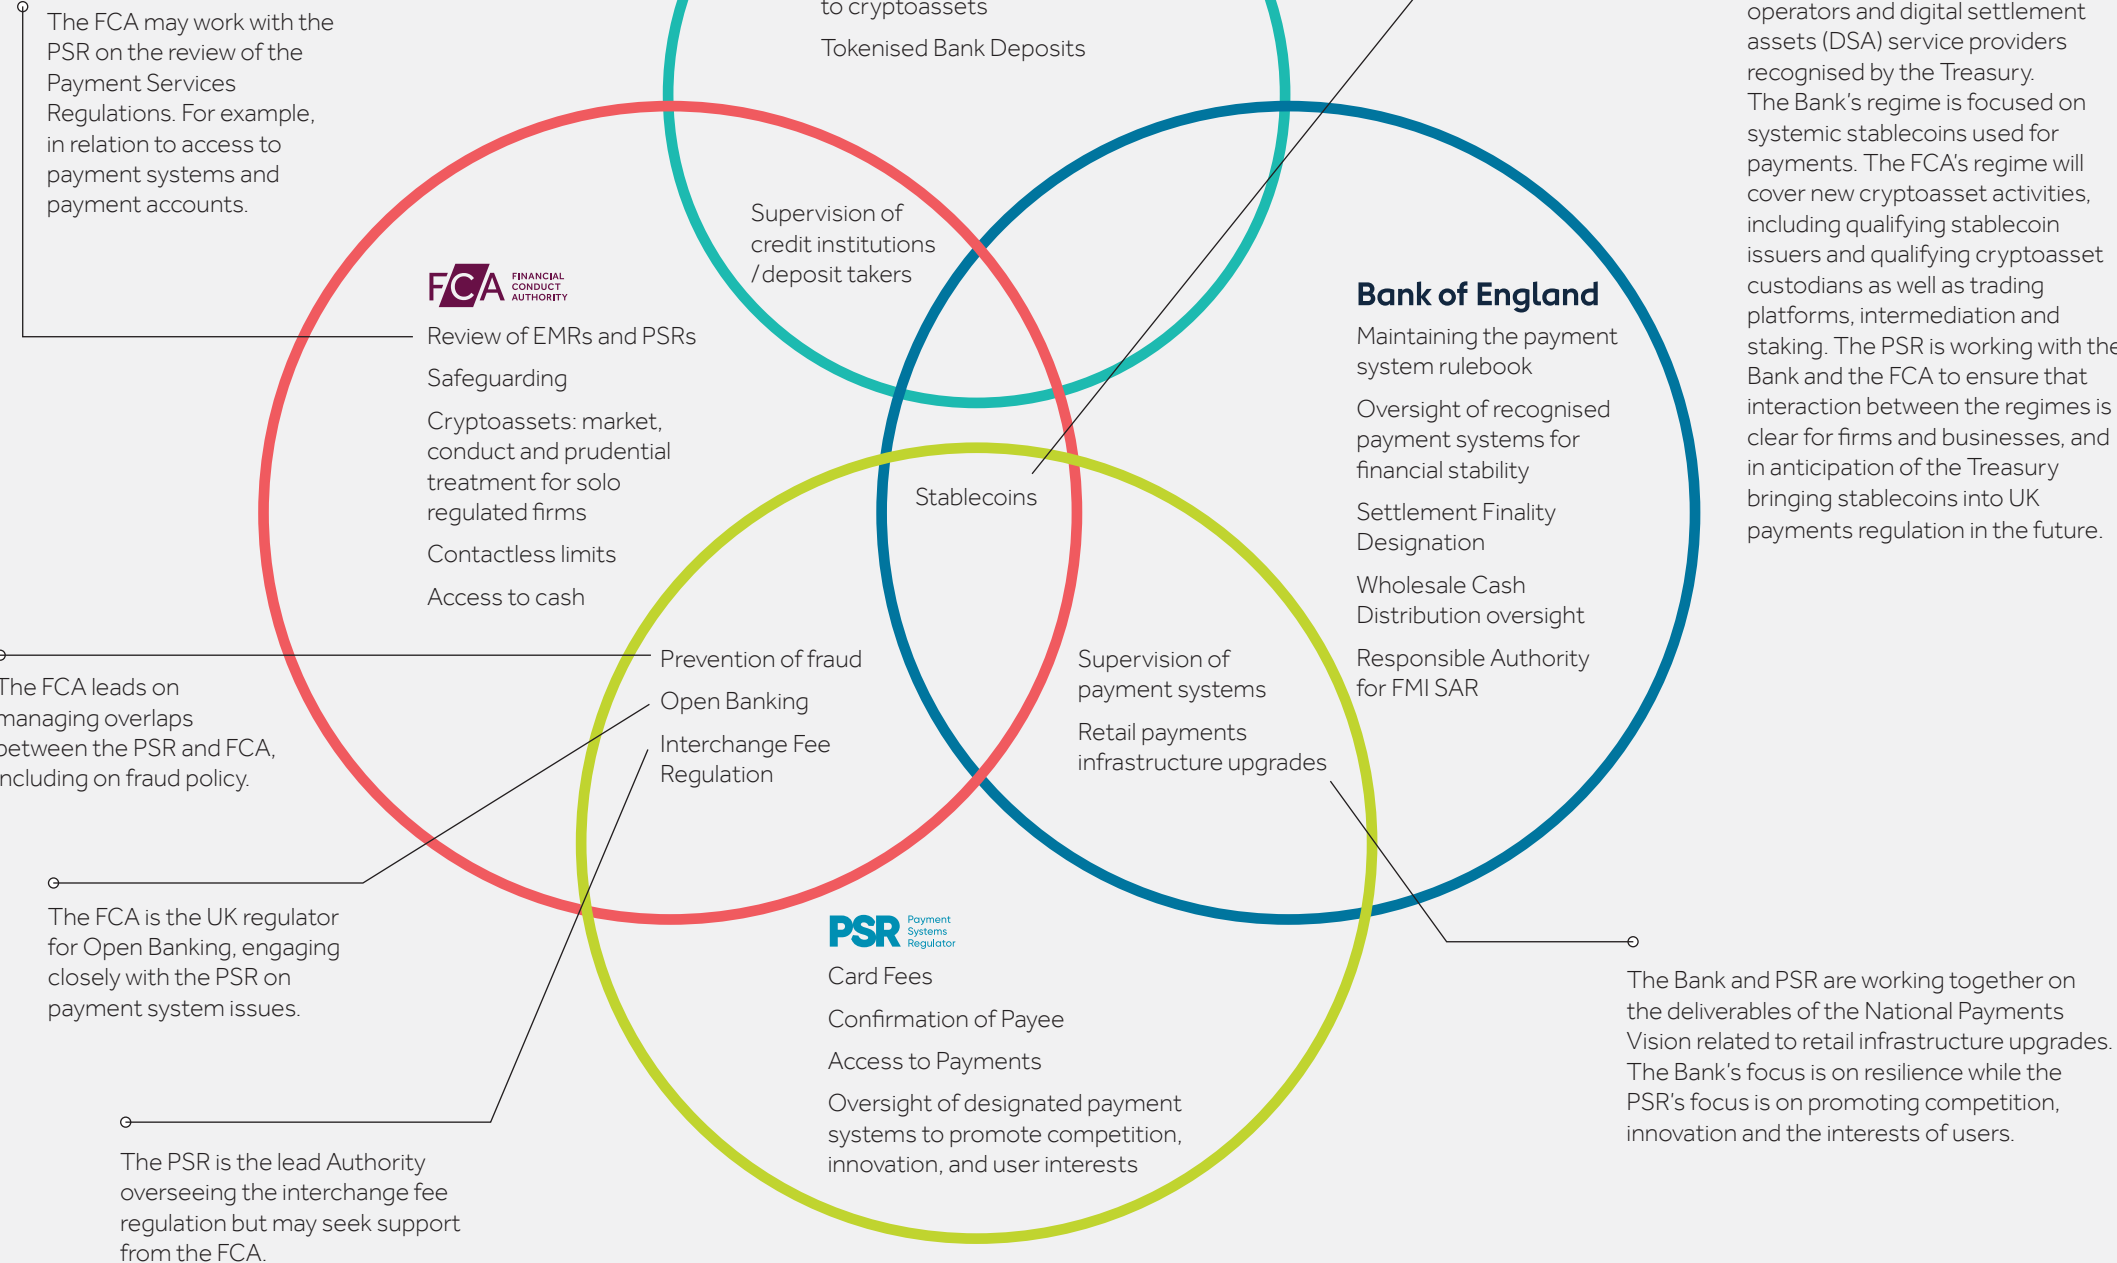 The FCA may work with the
PSR on the review of the
Payment Services
Regulations. For example,
in relation to access to
payment systems and
payment accounts.
to cryptoassets
Tokenised Bank Deposits
operators and digital settlement
assets (DSA) service providers
recognised by the Treasury.
The Bank's regime is focused on
systemic stablecoins used for
payments. The FCA's regime will
cover new cryptoasset activities,
including qualifying stablecoin
issuers and qualifying cryptoasset
custodians as well as trading
platforms, intermediation and
staking. The PSR is working with the
Bank and the FCA to ensure that
interaction between the regimes is
clear for firms and businesses, and
in anticipation of the Treasury
bringing stablecoins into UK
payments regulation in the future.
Supervision of
credit institutions
/deposit takers
FCA
FINANCIAL
CONDUCT
AUTHORITY
Review of EMRs and PSRs
Safeguarding
Cryptoassets: market,
conduct and prudential
treatment for solo
regulated firms
Contactless limits
Access to cash
Stablecoins
Bank of England
Maintaining the payment
system rulebook
Oversight of recognised
payment systems for
financial stability
Settlement Finality
Designation
Wholesale Cash
Distribution oversight
Responsible Authority
for FMI SAR
Prevention of fraud
Open Banking
Interchange Fee
Regulation
Supervision of
payment systems
Retail payments
infrastructure upgrades
The FCA leads on
managing overlaps
between the PSR and FCA,
including on fraud policy.
The FCA is the UK regulator
for Open Banking, engaging
closely with the PSR on
payment system issues.
The PSR is the lead Authority
overseeing the interchange fee
regulation but may seek support
from the FCA.
PSR
Payment
Systems
Regulator
Card Fees
Confirmation of Payee
Access to Payments
Oversight of designated payment
systems to promote competition,
innovation, and user interests
The Bank and PSR are working together on
the deliverables of the National Payments
Vision related to retail infrastructure upgrades.
The Bank's focus is on resilience while the
PSR's focus is on promoting competition,
innovation and the interests of users.